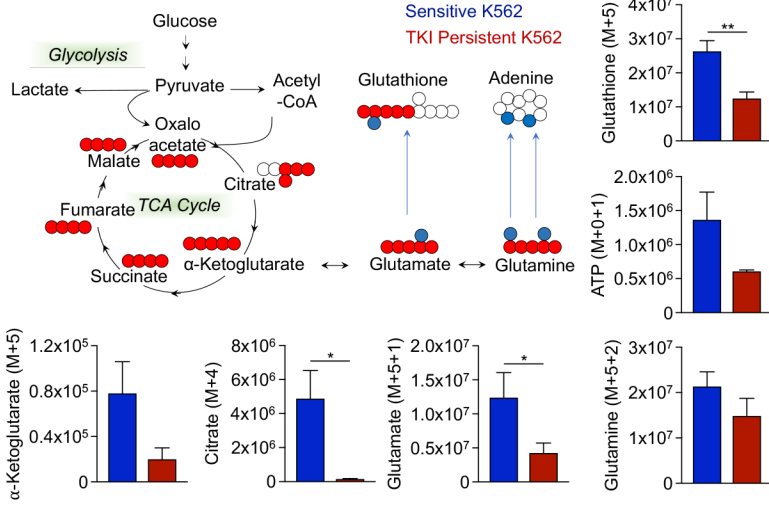 Sensitive K562
TKI Persistent K562
Glucose
Glycolysis
Lactate
Pyruvate
Acetyl
-CoA
Oxalo
acetate
Malate
Citrate
Fumarate
TCA Cycle
Succinate
α-Ketoglutarate
Glutamate
Glutamine
Glutathione
Adenine
Glutathione (M+5)
4x10⁷
3x10⁷
2x10⁷
1x10⁷
0
**
ATP (M+0+1)
2.0x10⁶
1.5x10⁶
1.0x10⁶
0.5x10⁶
0
α-Ketoglutarate (M+5)
1.2x10⁵
0.8x10⁵
0.4x10⁵
0
Citrate (M+4)
8x10⁶
6x10⁶
4x10⁶
2x10⁶
0
*
Glutamate (M+5+1)
2.0x10⁷
1.5x10⁷
1.0x10⁷
0.5x10⁷
0
*
Glutamine (M+5+2)
3x10⁷
2x10⁷
1x10⁷
0